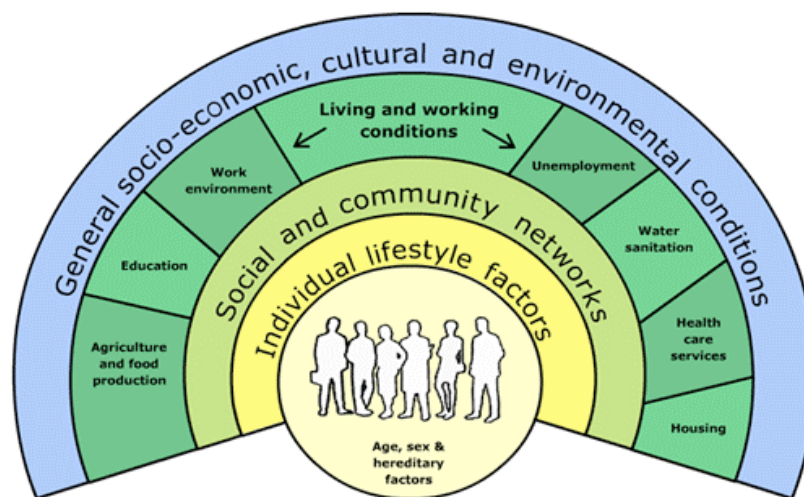 General socio-economic, cultural and environmental conditions
Living and working
conditions
Work
environment
Unemployment
Education
Water
sanitation
Agriculture
and food
production
Health
care
services
Housing
Social and community networks
Individual lifestyle factors
Age, sex &
hereditary
factors